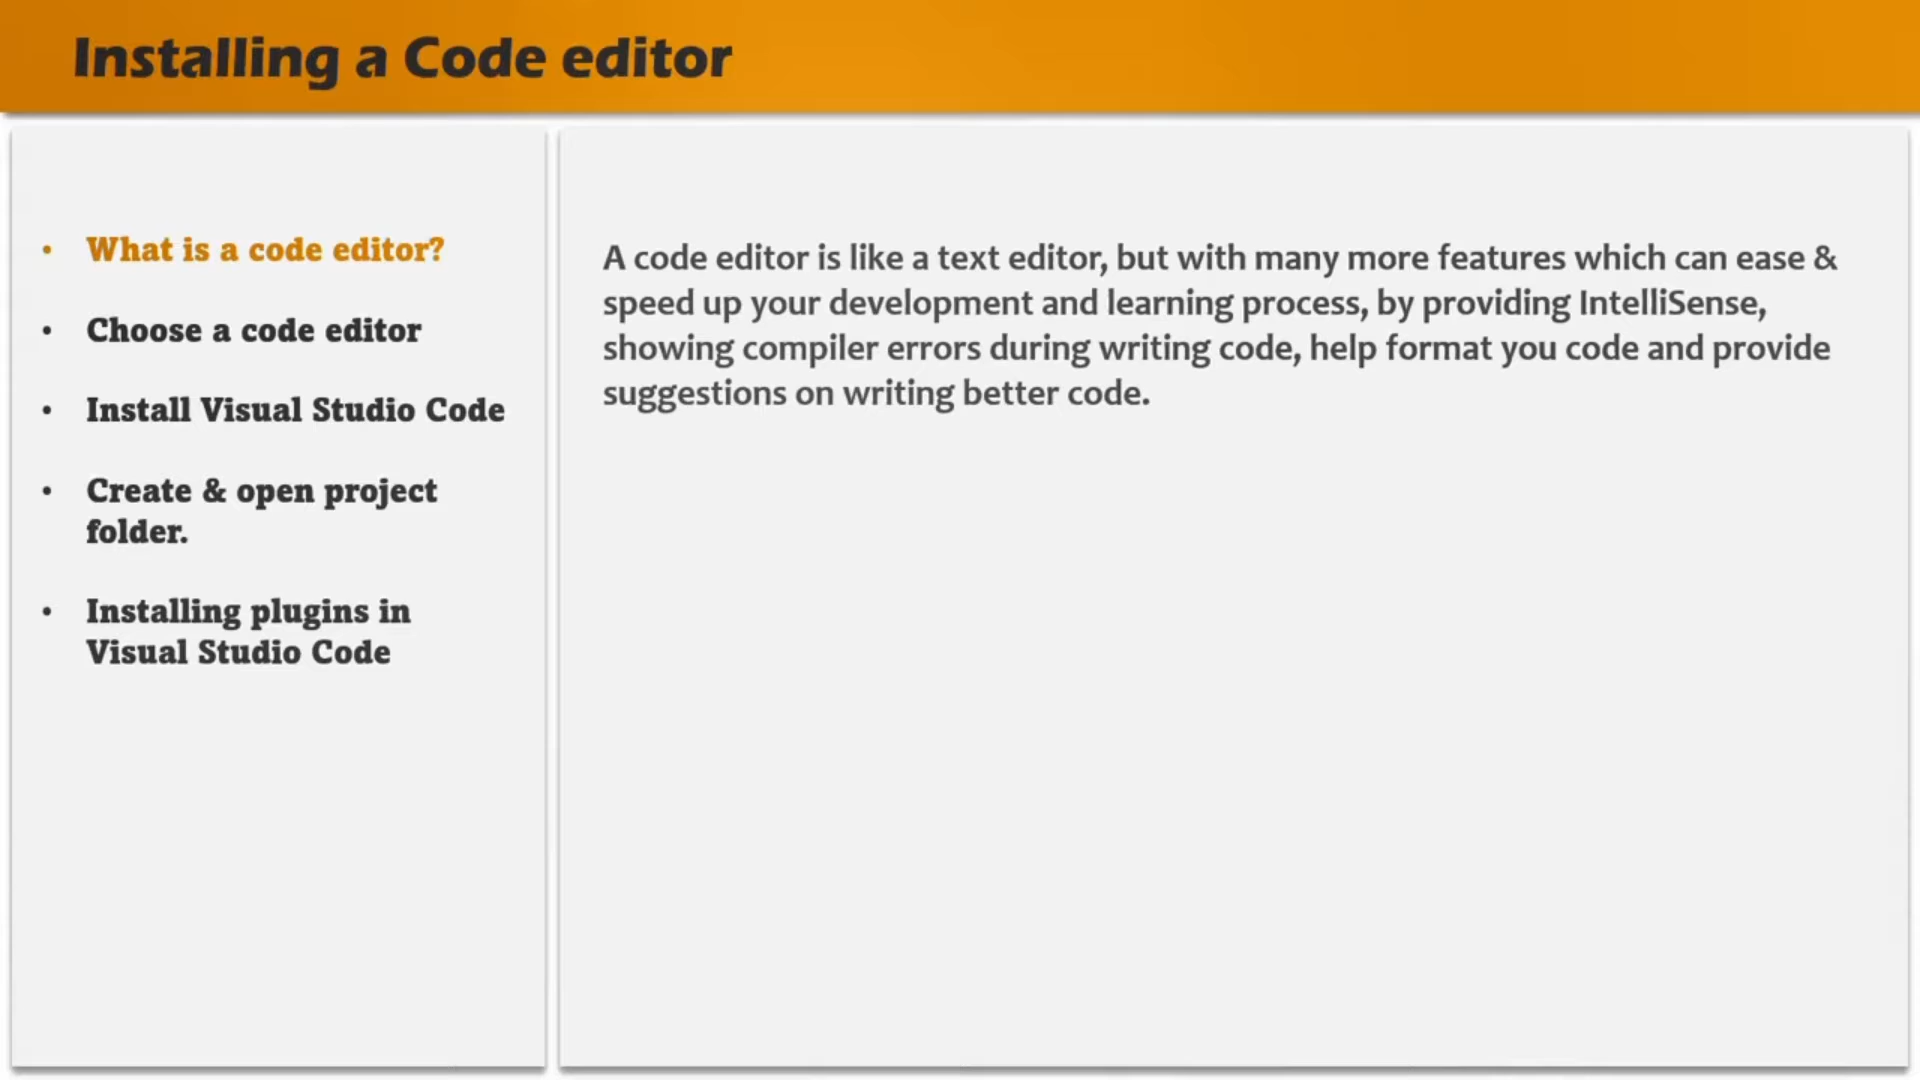 Installing a Code editor
• What is a code editor?
• Choose a code editor
• Install Visual Studio Code
• Create & open project
folder.
• Installing plugins in
Visual Studio Code
A code editor is like a text editor, but with many more features which can ease &
speed up your development and learning process, by providing IntelliSense,
showing compiler errors during writing code, help format you code and provide
suggestions on writing better code.